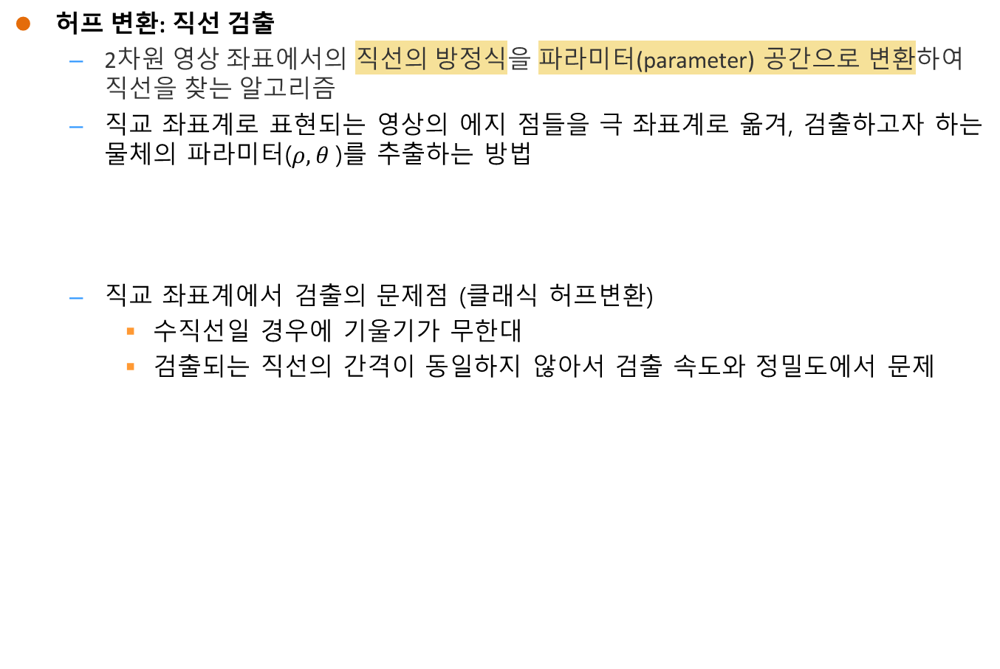 허프 변환: 직선 검출
2차원 영상 좌표에서의 직선의 방정식을 파라미터(parameter) 공간으로 변환하여
직선을 찾는 알고리즘
직교 좌표계로 표현되는 영상의 에지 점들을 극 좌표계로 옮겨, 검출하고자 하는
물체의 파라미터(ρ, θ )를 추출하는 방법
직교 좌표계에서 검출의 문제점 (클래식 허프변환)
수직선일 경우에 기울기가 무한대
검출되는 직선의 간격이 동일하지 않아서 검출 속도와 정밀도에서 문제